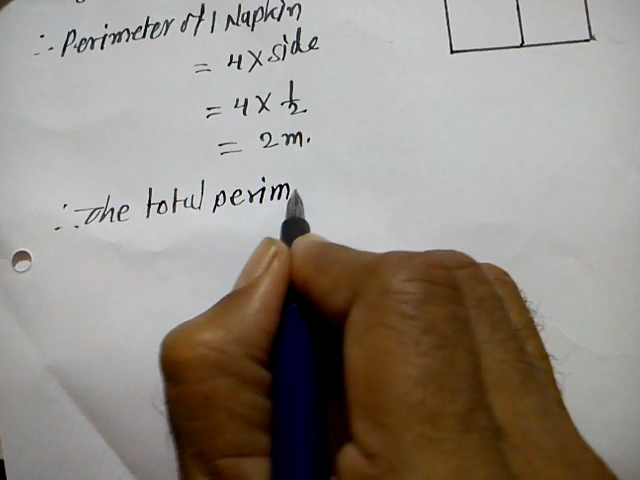 ∴ Perimeter of 1 Napkin
= 4 × side
= 4 × 1/2
= 2 m.
∴ The total perim